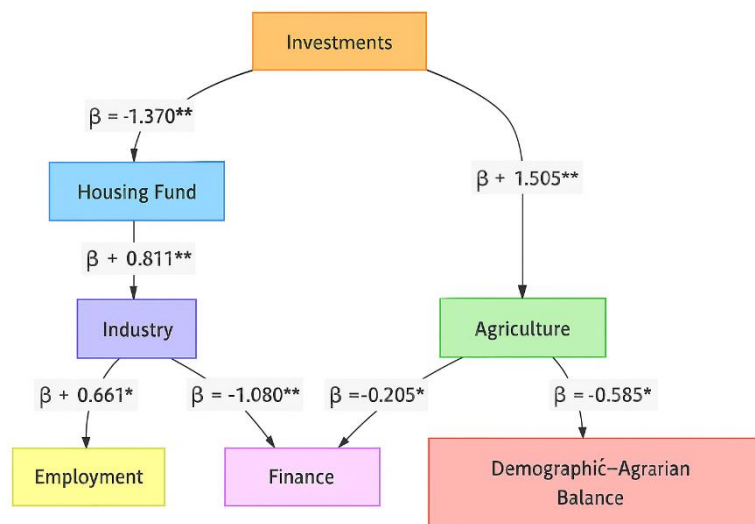 Investments
β = -1.370**
Housing Fund
β + 1.505**
β + 0.811**
Industry
Agriculture
β + 0.661*
β = -1.080**
β =-0.205*
β = -0.585*
Employment
Finance
Demographić–Agrarian
Balance